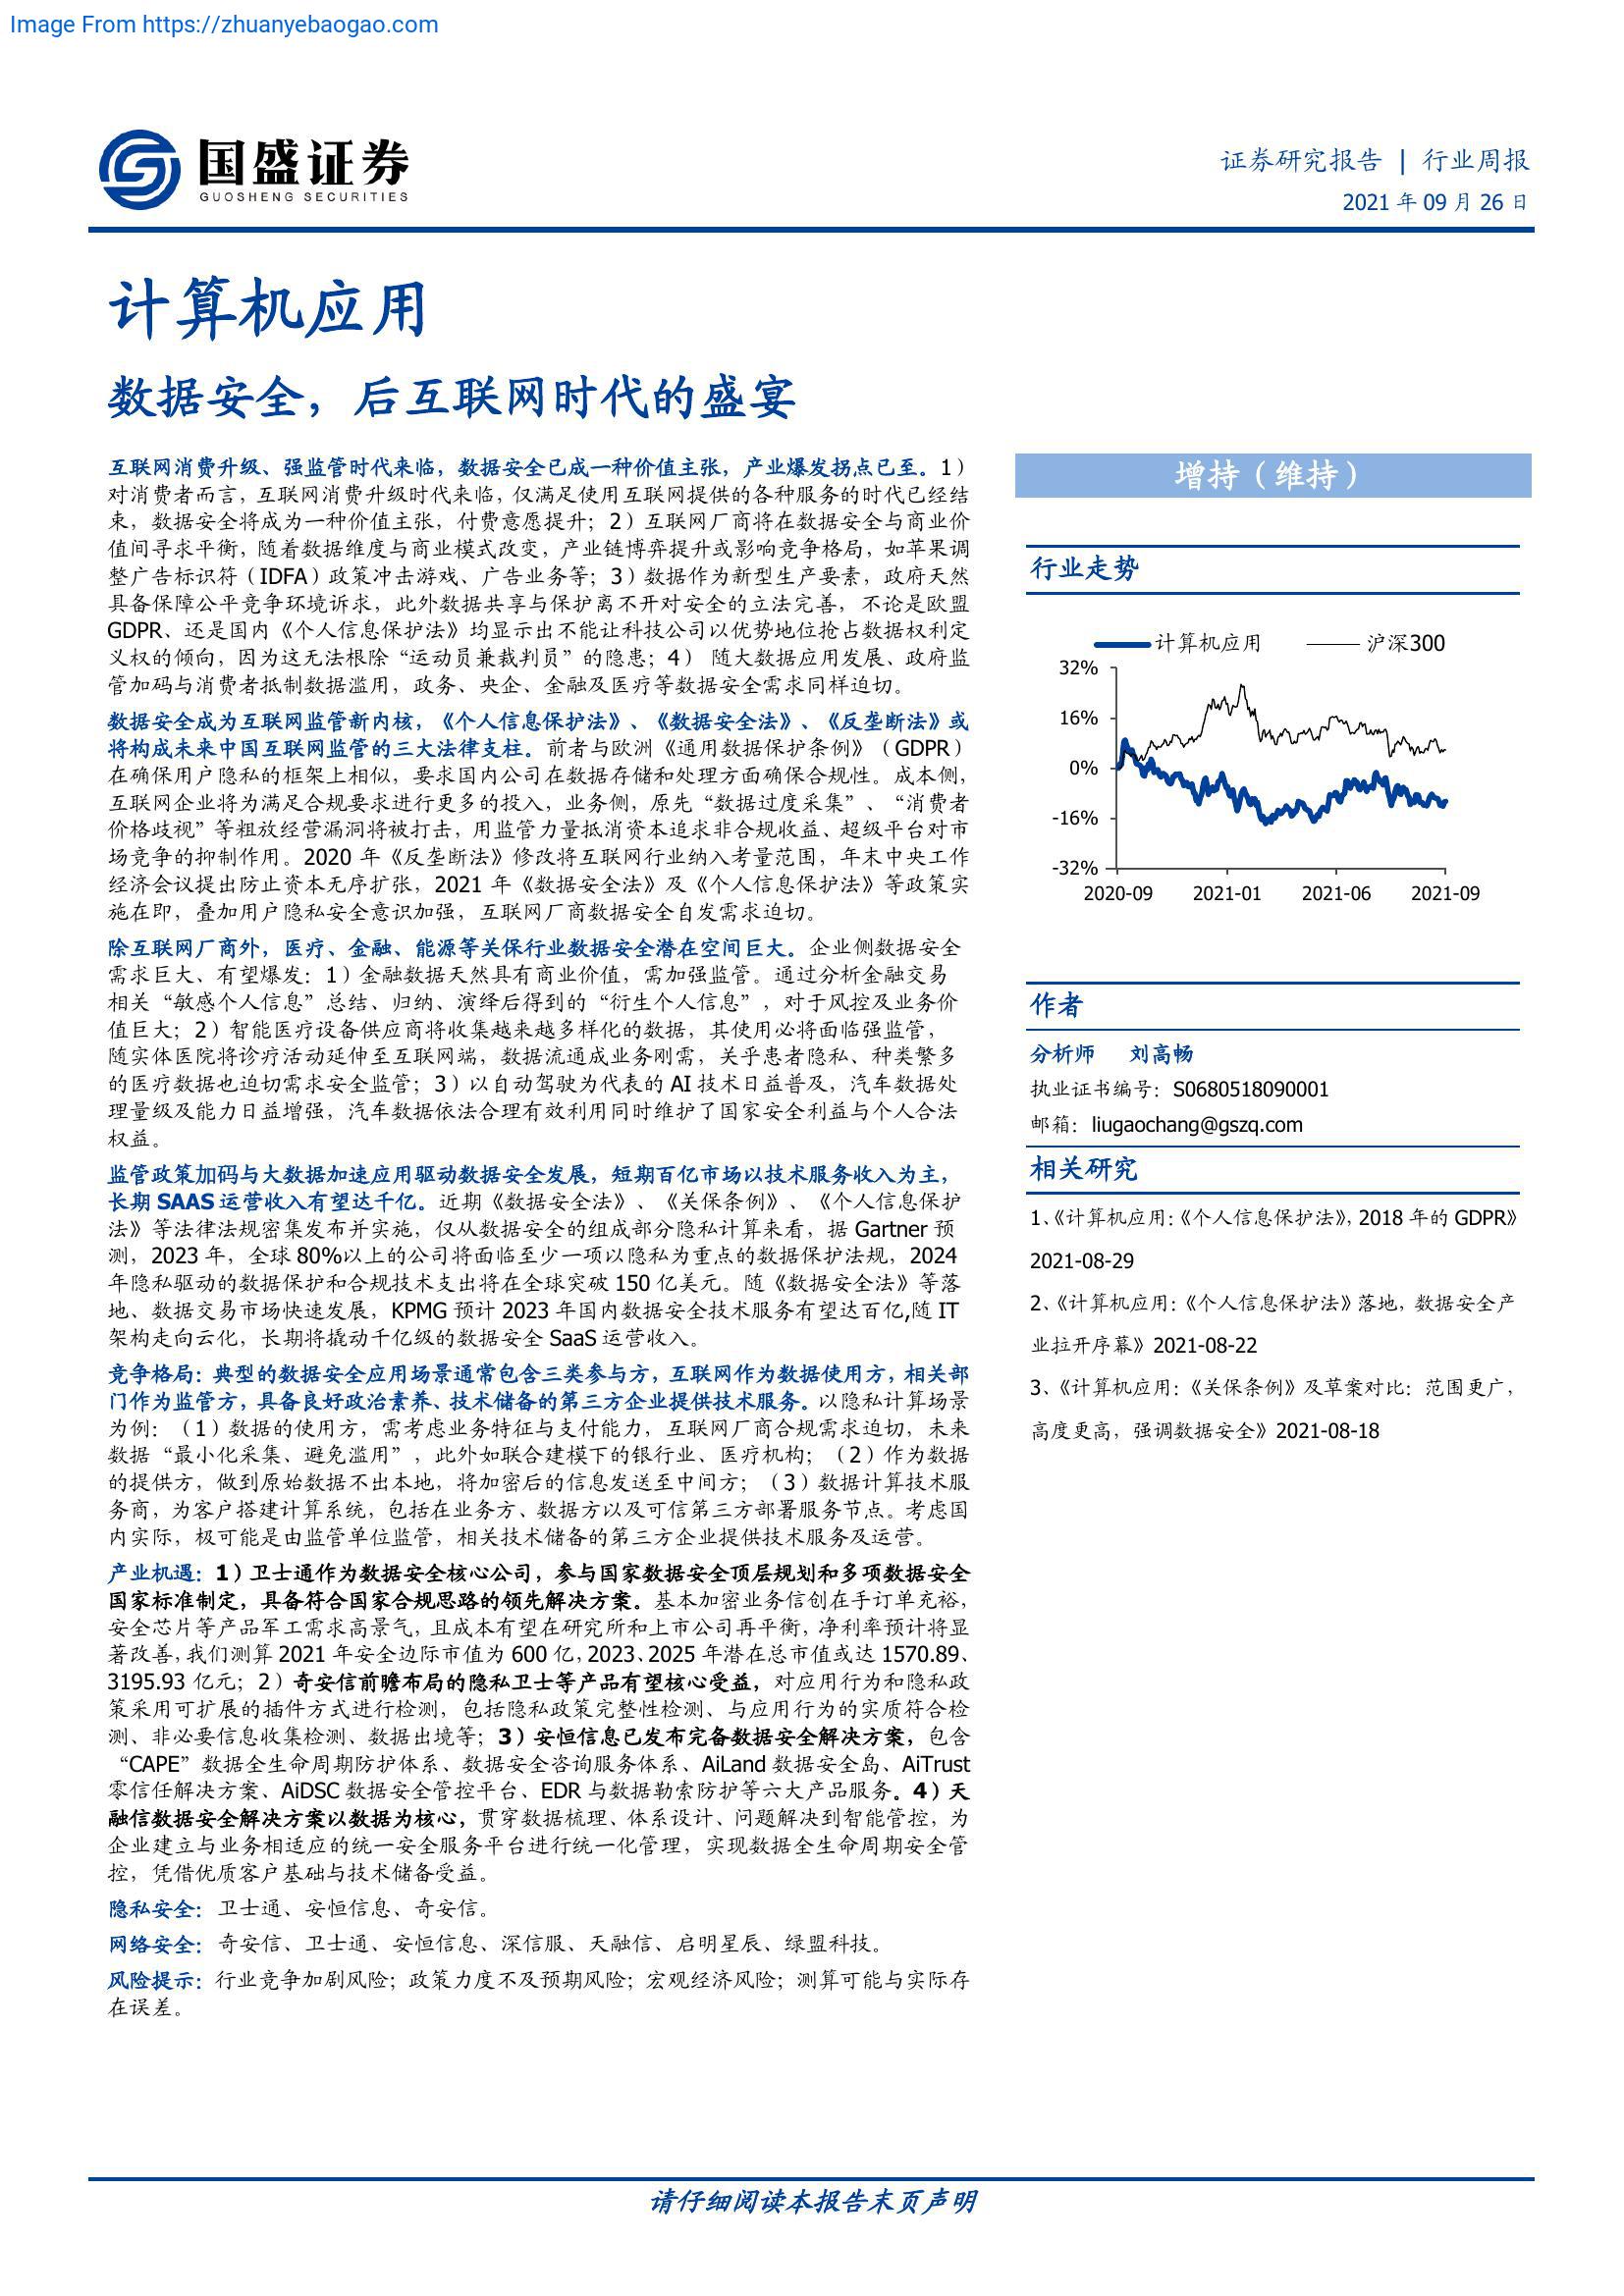 Image From https://zhuanyebaogao.com
国盛证券
GUOSHENG SECURITIES
证券研究报告 | 行业周报
2021 年 09 月 26 日
计算机应用
数据安全，后互联网时代的盛宴
互联网消费升级、强监管时代来临，数据安全已成一种价值主张，产业爆发拐点已至。1）
对消费者而言，互联网消费升级时代来临，仅满足使用互联网提供的各种服务的时代已经结
束，数据安全将成为一种价值主张，付费意愿提升；2）互联网厂商将在数据安全与商业价
值间寻求平衡，随着数据维度与商业模式改变，产业链博弈提升或影响竞争格局，如苹果调
整广告标识符（IDFA）政策冲击游戏、广告业务等；3）数据作为新型生产要素，政府天然
具备保障公平竞争环境诉求，此外数据共享与保护离不开对安全的立法完善，不论是欧盟
GDPR、还是国内《个人信息保护法》均显示出不能让科技公司以优势地位抢占数据权利定
义权的倾向，因为这无法根除“运动员兼裁判员”的隐患；4） 随大数据应用发展、政府监
管加码与消费者抵制数据滥用，政务、央企、金融及医疗等数据安全需求同样迫切。
数据安全成为互联网监管新内核，《个人信息保护法》、《数据安全法》、《反垄断法》或
将构成未来中国互联网监管的三大法律支柱。前者与欧洲《通用数据保护条例》（GDPR）
在确保用户隐私的框架上相似，要求国内公司在数据存储和处理方面确保合规性。成本侧，
互联网企业将为满足合规要求进行更多的投入，业务侧，原先“数据过度采集”、“消费者
价格歧视”等粗放经营漏洞将被打击，用监管力量抵消资本追求非合规收益、超级平台对市
场竞争的抑制作用。2020 年《反垄断法》修改将互联网行业纳入考量范围，年末中央工作
经济会议提出防止资本无序扩张，2021 年《数据安全法》及《个人信息保护法》等政策实
施在即，叠加用户隐私安全意识加强，互联网厂商数据安全自发需求迫切。
除互联网厂商外，医疗、金融、能源等关保行业数据安全潜在空间巨大。企业侧数据安全
需求巨大、有望爆发：1）金融数据天然具有商业价值，需加强监管。通过分析金融交易
相关“敏感个人信息”总结、归纳、演绎后得到的“衍生个人信息”，对于风控及业务价
值巨大；2）智能医疗设备供应商将收集越来越多样化的数据，其使用必将面临强监管，
随实体医院将诊疗活动延伸至互联网端，数据流通成业务刚需，关乎患者隐私、种类繁多
的医疗数据也迫切需求安全监管；3）以自动驾驶为代表的 AI 技术日益普及，汽车数据处
理量级及能力日益增强，汽车数据依法合理有效利用同时维护了国家安全利益与个人合法
权益。
监管政策加码与大数据加速应用驱动数据安全发展，短期百亿市场以技术服务收入为主，
长期 SAAS 运营收入有望达千亿。近期《数据安全法》、《关保条例》、《个人信息保护
法》等法律法规密集发布并实施，仅从数据安全的组成部分隐私计算来看，据 Gartner 预
测，2023 年，全球 80%以上的公司将面临至少一项以隐私为重点的数据保护法规，2024
年隐私驱动的数据保护和合规技术支出将在全球突破 150 亿美元。随《数据安全法》等落
地、数据交易市场快速发展，KPMG 预计 2023 年国内数据安全技术服务有望达百亿,随 IT
架构走向云化，长期将撬动千亿级的数据安全 SaaS 运营收入。
竞争格局：典型的数据安全应用场景通常包含三类参与方，互联网作为数据使用方，相关部
门作为监管方，具备良好政治素养、技术储备的第三方企业提供技术服务。以隐私计算场景
为例：（1）数据的使用方，需考虑业务特征与支付能力，互联网厂商合规需求迫切，未来
数据“最小化采集、避免滥用”，此外如联合建模下的银行业、医疗机构；（2）作为数据
的提供方，做到原始数据不出本地，将加密后的信息发送至中间方；（3）数据计算技术服
务商，为客户搭建计算系统，包括在业务方、数据方以及可信第三方部署服务节点。考虑国
内实际，极可能是由监管单位监管，相关技术储备的第三方企业提供技术服务及运营。
产业机遇：1）卫士通作为数据安全核心公司，参与国家数据安全顶层规划和多项数据安全
国家标准制定，具备符合国家合规思路的领先解决方案。基本加密业务信创在手订单充裕，
安全芯片等产品军工需求高景气，且成本有望在研究所和上市公司再平衡，净利率预计将显
著改善，我们测算 2021 年安全边际市值为 600 亿，2023、2025 年潜在总市值或达 1570.89、
3195.93 亿元；2）奇安信前瞻布局的隐私卫士等产品有望核心受益，对应用行为和隐私政
策采用可扩展的插件方式进行检测，包括隐私政策完整性检测、与应用行为的实质符合检
测、非必要信息收集检测、数据出境等；3）安恒信息已发布完备数据安全解决方案，包含
“CAPE”数据全生命周期防护体系、数据安全咨询服务体系、AiLand 数据安全岛、AiTrust
零信任解决方案、AiDSC 数据安全管控平台、EDR 与数据勒索防护等六大产品服务。4）天
融信数据安全解决方案以数据为核心，贯穿数据梳理、体系设计、问题解决到智能管控，为
企业建立与业务相适应的统一安全服务平台进行统一化管理，实现数据全生命周期安全管
控，凭借优质客户基础与技术储备受益。
隐私安全：卫士通、安恒信息、奇安信。
网络安全：奇安信、卫士通、安恒信息、深信服、天融信、启明星辰、绿盟科技。
风险提示：行业竞争加剧风险；政策力度不及预期风险；宏观经济风险；测算可能与实际存
在误差。
增持（维持）
行业走势
计算机应用 沪深300
32%
16%
0%
-16%
-32%
2020-09 2021-01 2021-06 2021-09
作者
分析师 刘高畅
执业证书编号：S0680518090001
邮箱：liugaochang@gszq.com
相关研究
1、《计算机应用：《个人信息保护法》，2018 年的 GDPR》
2021-08-29
2、《计算机应用：《个人信息保护法》落地，数据安全产
业拉开序幕》2021-08-22
3、《计算机应用：《关保条例》及草案对比：范围更广，
高度更高，强调数据安全》2021-08-18
请仔细阅读本报告末页声明